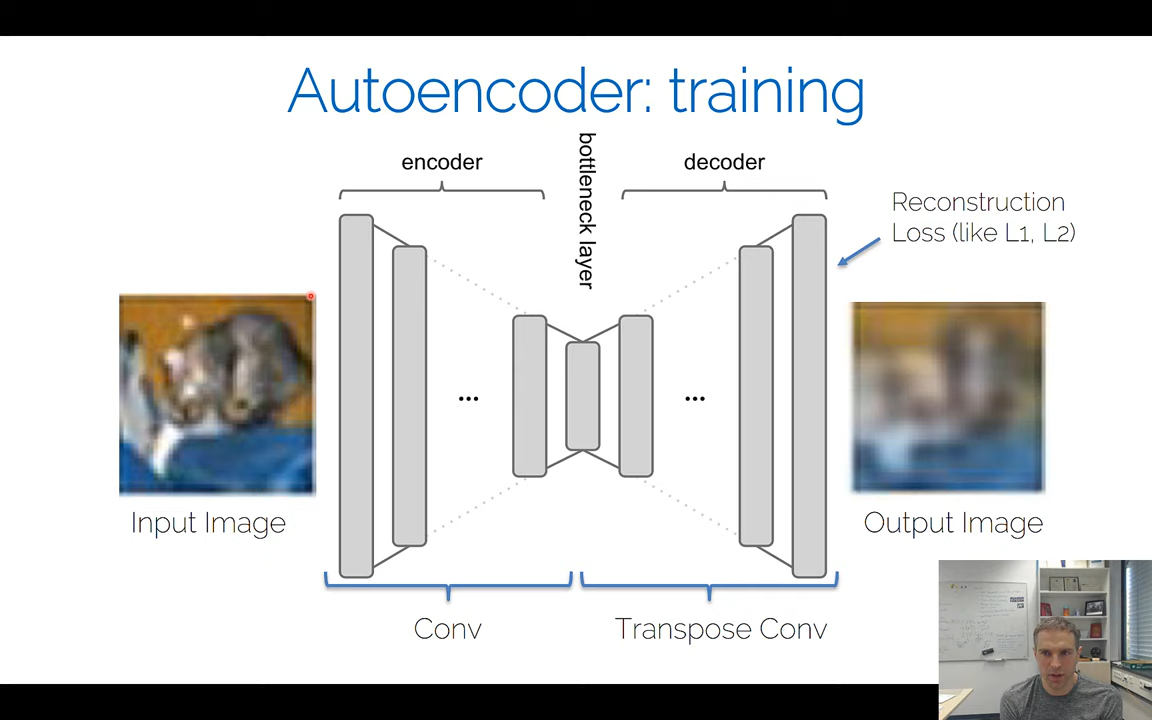 Autoencoder: training
encoder
bottleneck layer
decoder
Reconstruction
Loss (like L1, L2)
...
...
Input Image
Output Image
Conv
Transpose Conv